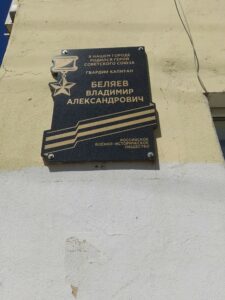 В НАШЕМ ГОРОДЕ
РОДИЛСЯ ГЕРОЙ
СОВЕТСКОГО СОЮЗА
ГВАРДИИ КАПИТАН
БЕЛЯЕВ
ВЛАДИМИР
АЛЕКСАНДРОВИЧ
РОССИЙСКОЕ
ВОЕННО-ИСТОРИЧЕСКОЕ
ОБЩЕСТВО